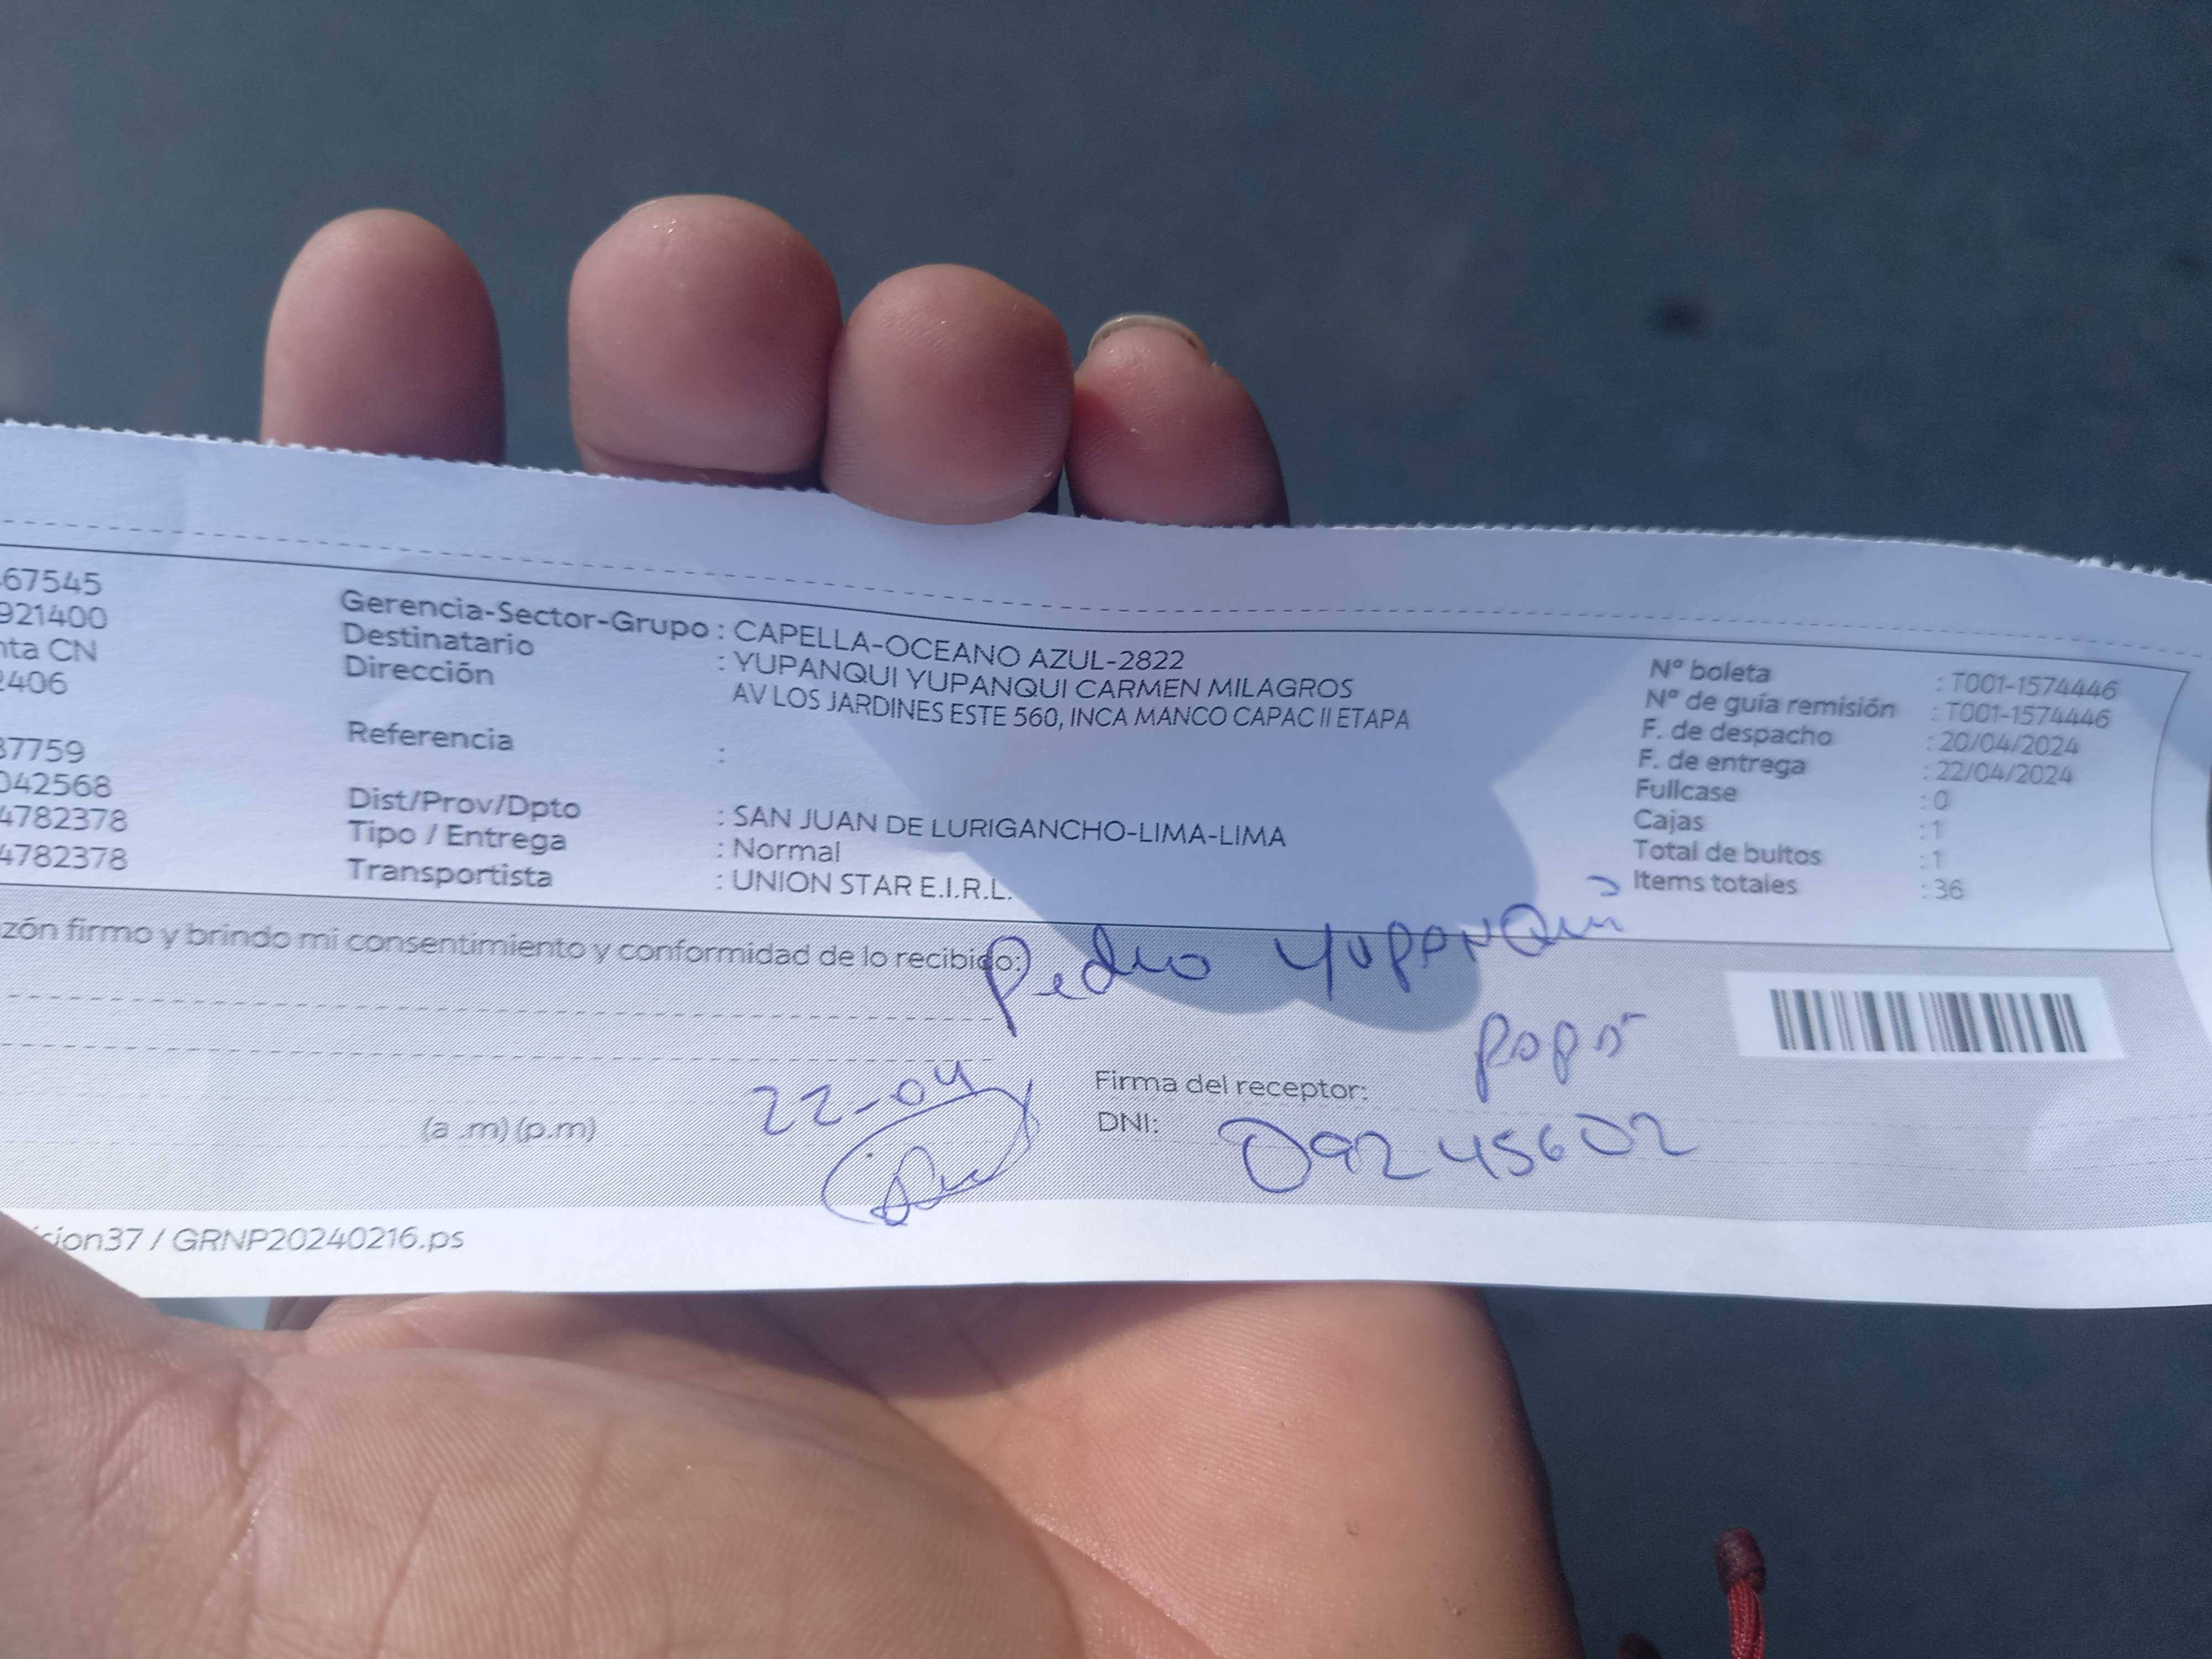 67545
921400
nta CN
2406
37759
042568
4782378
4782378
Gerencia-Sector-Grupo : CAPELLA-OCEANO AZUL-2822
Destinatario : YUPANQUI YUPANQUI CARMEN MILAGROS
Dirección AV LOS JARDINES ESTE 560, INCA MANCO CAPAC II ETAPA
Referencia :
Dist/Prov/Dpto : SAN JUAN DE LURIGANCHO-LIMA-LIMA
Tipo / Entrega : Normal
Transportista : UNION STAR E.I.R.L.
Nº boleta : T001-1574446
Nº de guía remisión : T001-1574446
F. de despacho : 20/04/2024
F. de entrega : 22/04/2024
Fullcase : 0
Cajas : 1
Total de bultos : 1
Items totales : 36
zón firmo y brindo mi consentimiento y conformidad de lo recibido:
Pedro YUPANQUI
papá
22-04
Firma del receptor:
(a .m) (p.m)
DNI: 09245602
cion37 / GRNP20240216.ps